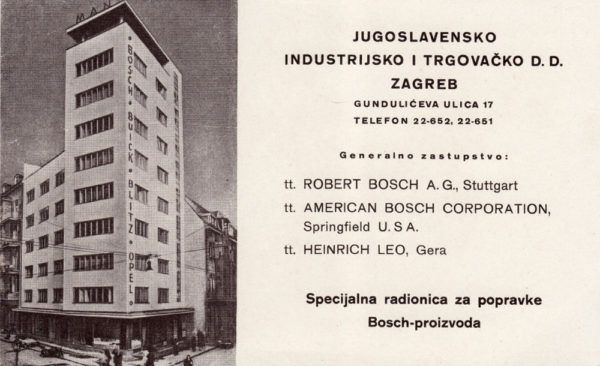 MAN
BOSCH BUICK BLITZ OPEL
JUGOSLAVENSKO
INDUSTRIJSKO I TRGOVAČKO D. D.
ZAGREB
GUNDULIĆEVA ULICA 17
TELEFON 22-652, 22-651
Generalno zastupstvo:
tt. ROBERT BOSCH A. G., Stuttgart
tt. AMERICAN BOSCH CORPORATION,
Springfield U. S A.
tt. HEINRICH LEO, Gera
Specijalna radionica za popravke
Bosch-proizvoda